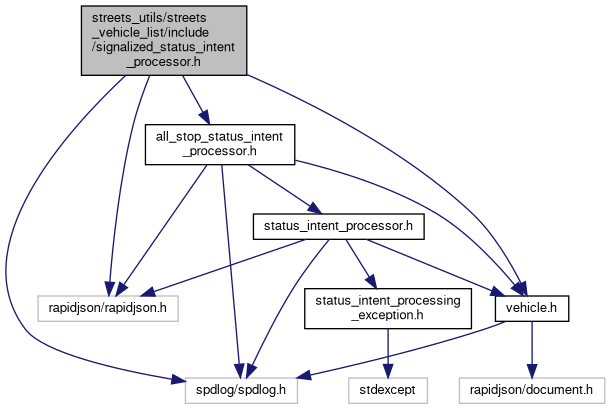 streets_utils/streets
_vehicle_list/include
/signalized_status_intent
_processor.h
all_stop_status_intent
_processor.h
status_intent_processor.h
rapidjson/rapidjson.h
status_intent_processing
_exception.h
vehicle.h
spdlog/spdlog.h
stdexcept
rapidjson/document.h